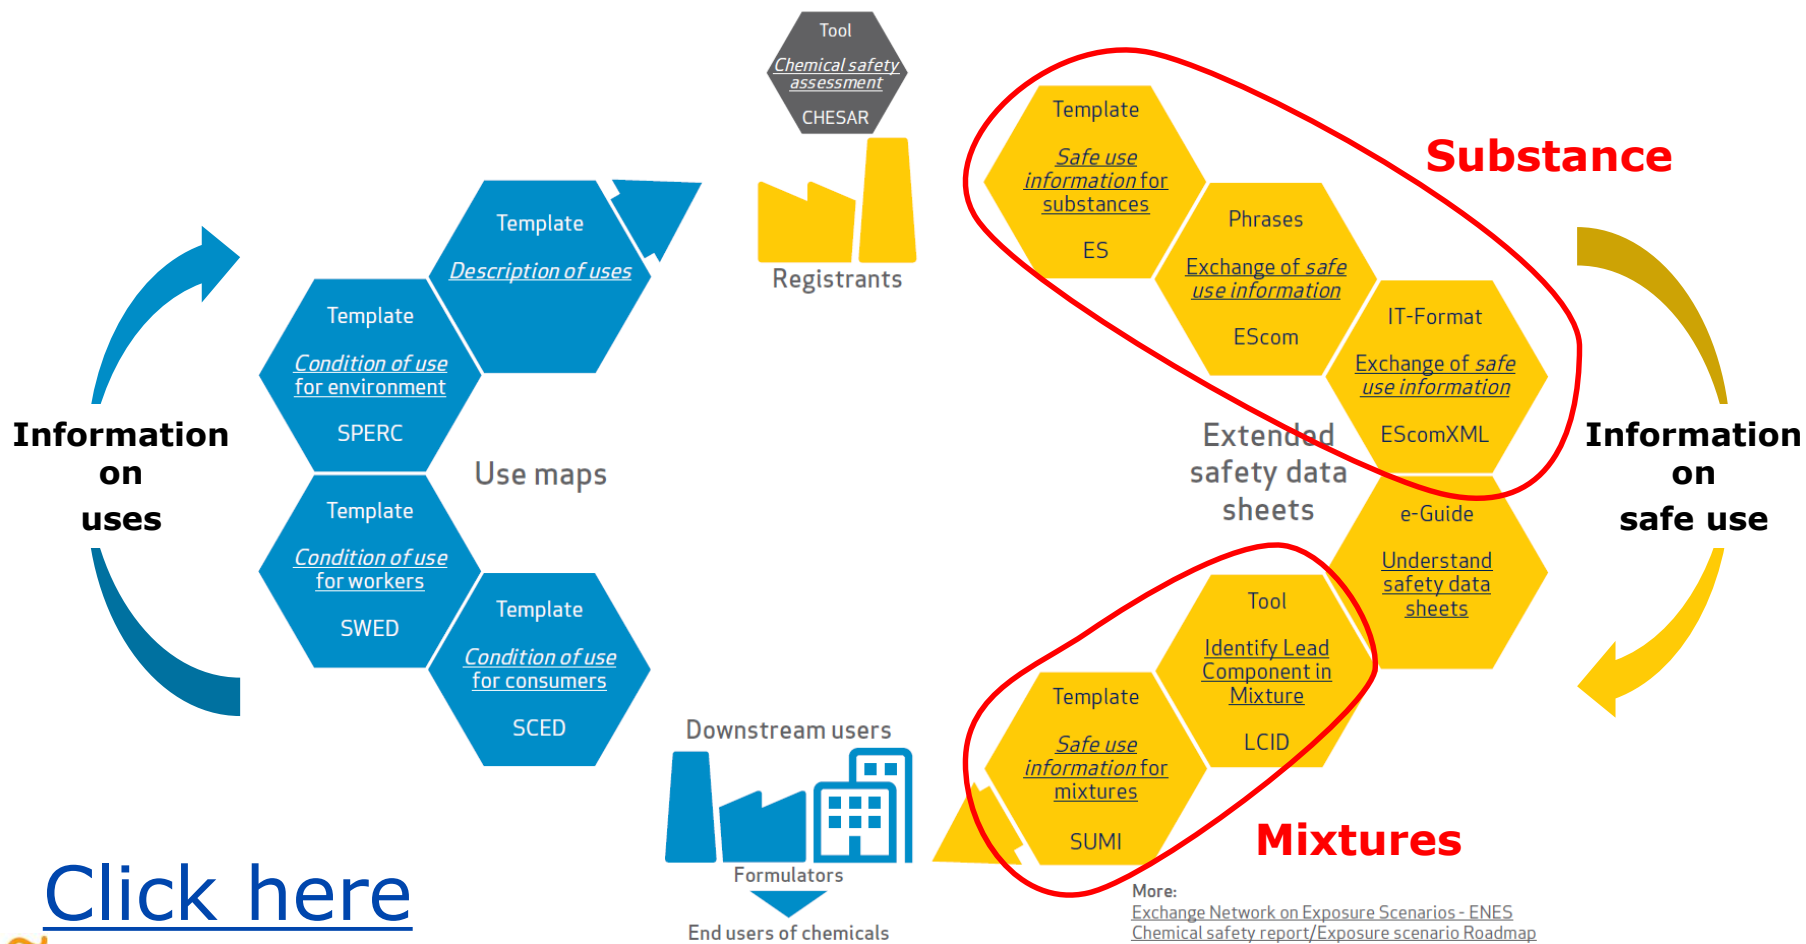 Tool
Chemical safety
assessment
CHESAR
Registrants
Template
Description of uses
Template
Condition of use
for environment
SPERC
Template
Condition of use
for workers
SWED
Template
Condition of use
for consumers
SCED
Use maps
Information
on
uses
Template
Safe use
information for
substances
ES
Phrases
Exchange of safe
use information
EScom
IT-Format
Exchange of safe
use information
EScomXML
Substance
Extended
safety data
sheets
Information
on
safe use
e-Guide
Understand
safety data
sheets
Tool
Identify Lead
Component in
Mixture
LCID
Template
Safe use
information for
mixtures
SUMI
Mixtures
Downstream users
Formulators
End users of chemicals
Click here
More:
Exchange Network on Exposure Scenarios - ENES
Chemical safety report/Exposure scenario Roadmap